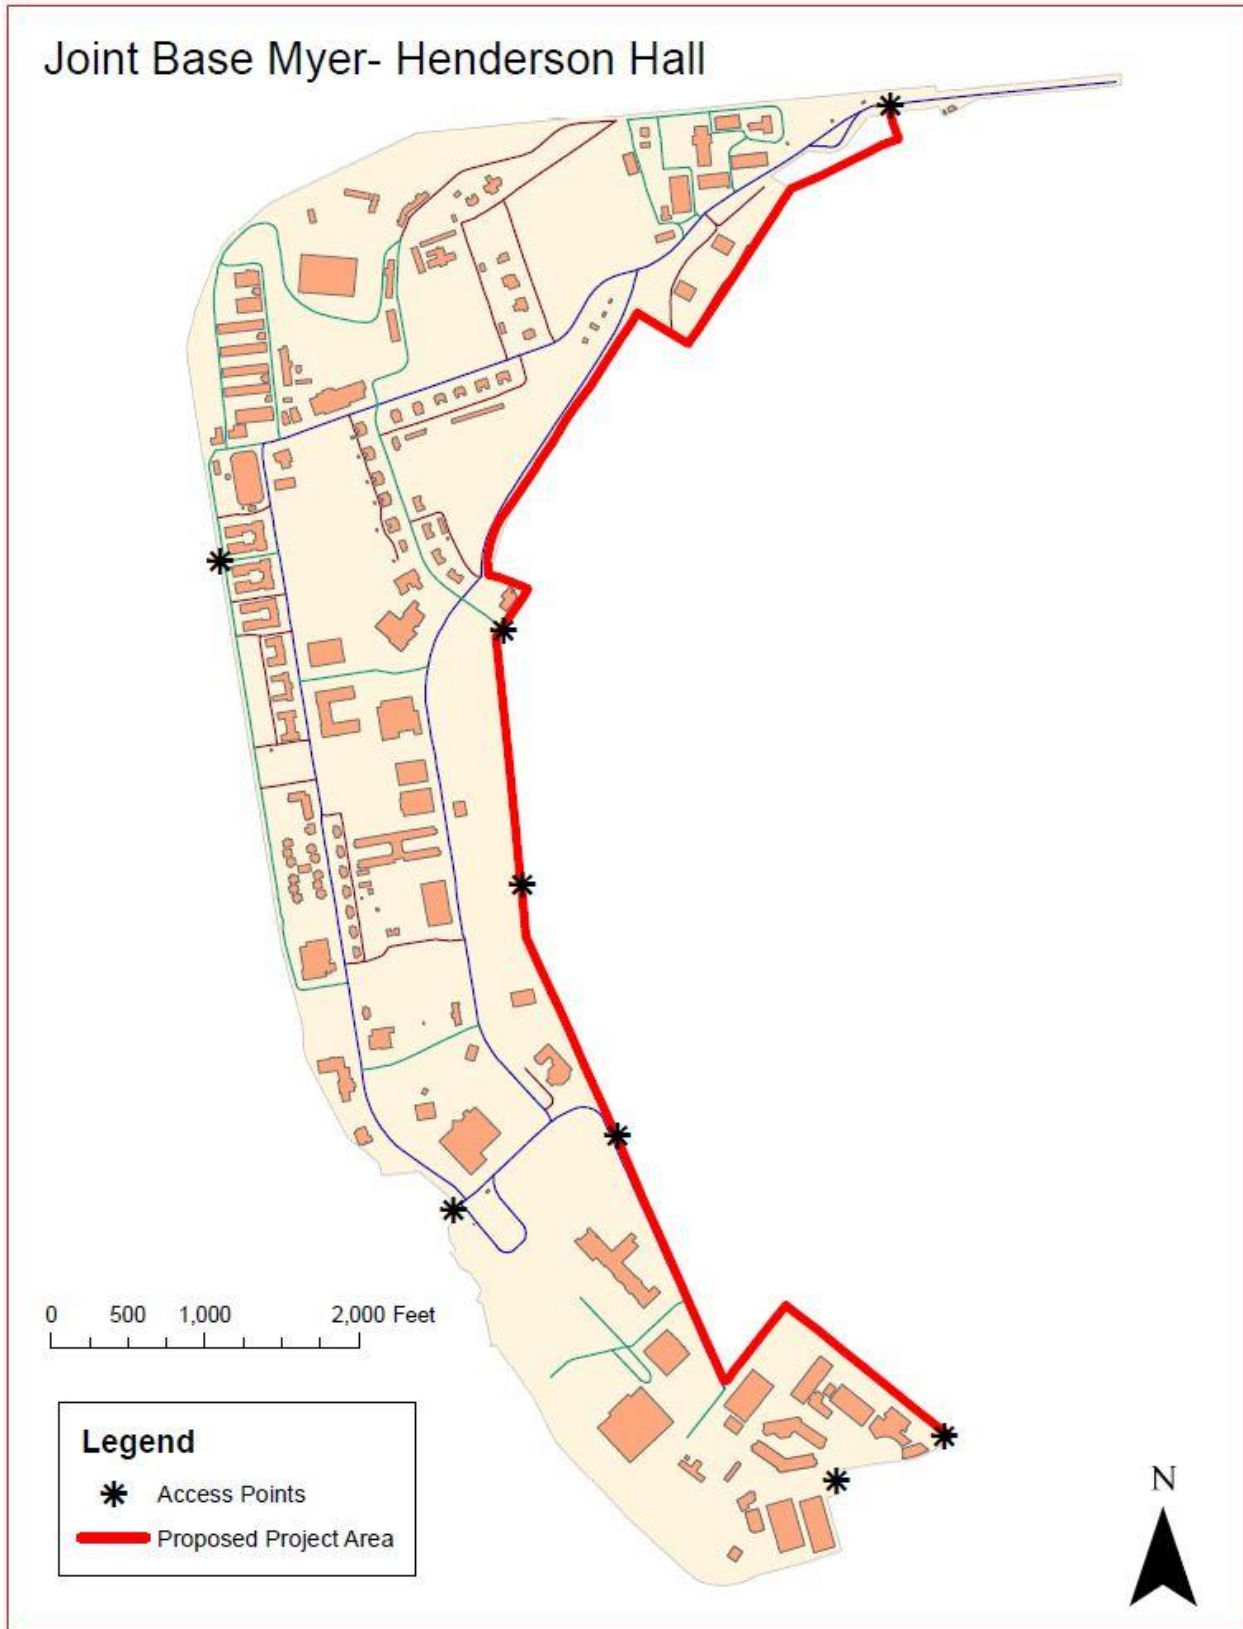 Joint Base Myer- Henderson Hall
0 500 1,000 2,000 Feet
Legend
Access Points
Proposed Project Area
N